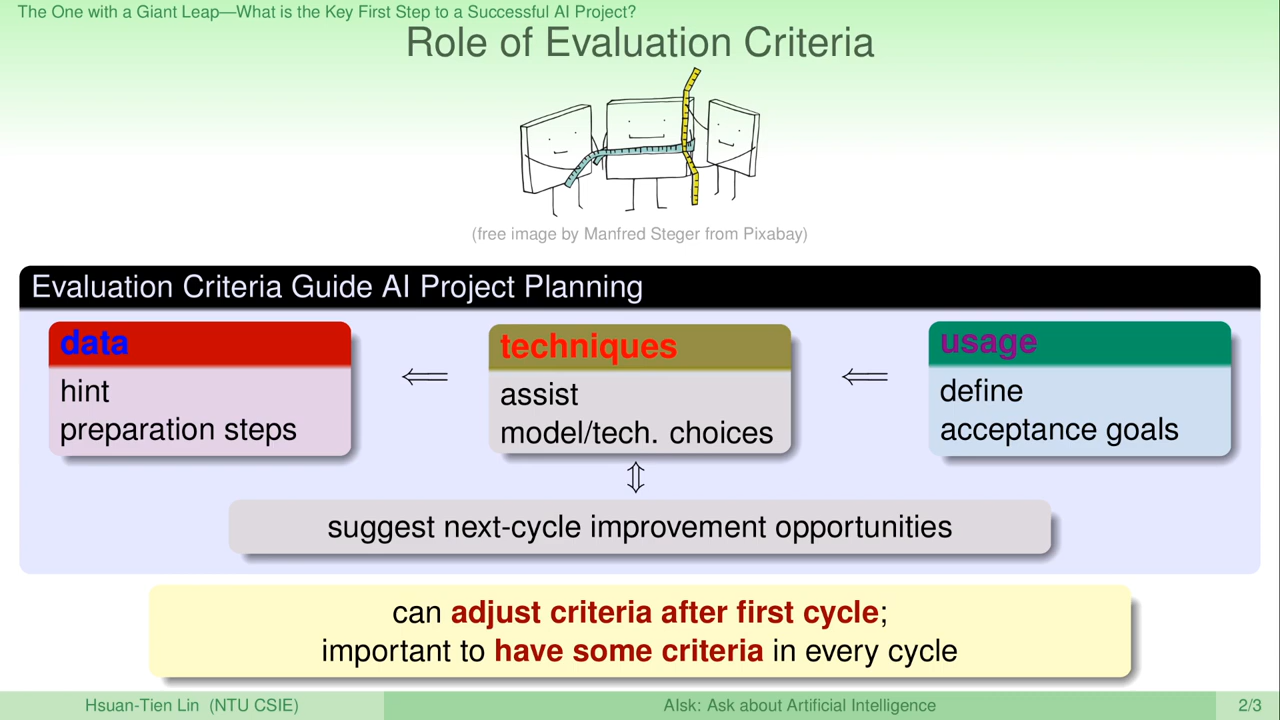 The One with a Giant Leap—What is the Key First Step to a Successful AI Project?
Role of Evaluation Criteria
(free image by Manfred Steger from Pixabay)
Evaluation Criteria Guide AI Project Planning
data
hint
preparation steps
⇐
techniques
assist
model/tech. choices
⇐
usage
define
acceptance goals
⇕
suggest next-cycle improvement opportunities
can adjust criteria after first cycle;
important to have some criteria in every cycle
Hsuan-Tien Lin (NTU CSIE)
AIsk: Ask about Artificial Intelligence
2/3